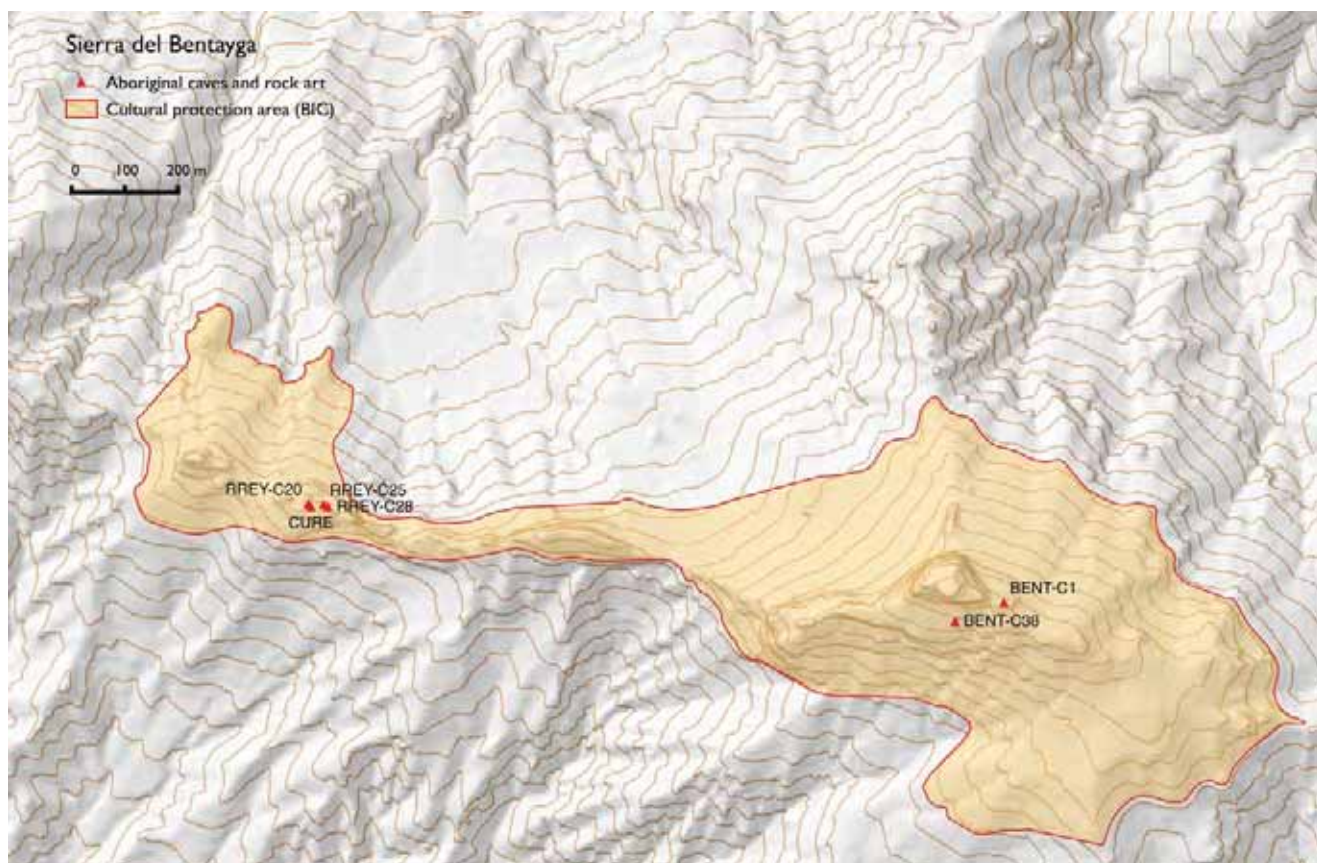 Sierra del Bentayga
Aboriginal caves and rock art
Cultural protection area (BIC)
0 100 200 m
RREY-C20 RREY-C25
RREY-C28
CURE
BENT-C1
BENT-C38